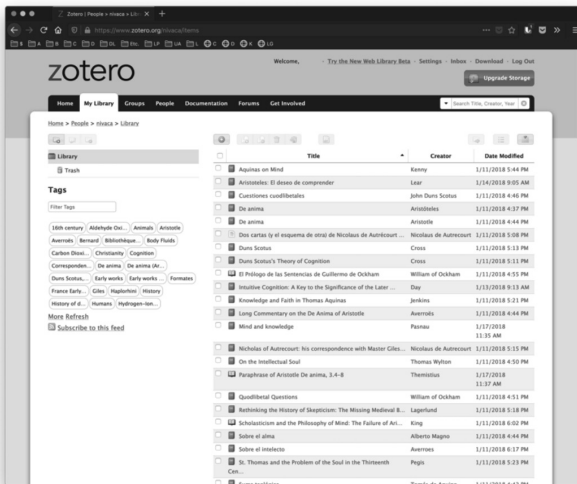 Zotero | People > nivaca > Library
https://www.zotero.org/nivaca/items
zotero
Welcome,
Try the New Web Library Beta - Settings - Inbox - Download - Log Out
Upgrade Storage
Home My Library Groups People Documentation Forums Get Involved
Search Title, Creator, Year
Home > People > nivaca > Library
Library
Trash
Tags
Filter Tags
16th century Aldehyde Oxi... Animals Aristotle
Averroës Bernard Bibliothèque... Body Fluids
Carbon Dioxi... Christianity Cognition
Corresponden... De anima De anima (Ar...
Duns Scotus,... Early works Early works ... Formates
France Early... Giles Haplorhini History
History of d... Humans Hydrogen-ion...
More Refresh
Subscribe to this feed
Title Creator Date Modified
Aquinas on Mind Kenny 1/11/2018 5:44 PM
Aristóteles: El deseo de comprender Lear 1/14/2018 9:05 AM
Cuestiones cuodlibetales John Duns Scotus 1/11/2018 4:46 PM
De anima Aristóteles 1/11/2018 4:37 PM
De anima Aristotle 1/11/2018 4:44 PM
Dos cartas (y el esquema de otra) de Nicolaus de Autrécourt ... Nicolaus de Autrecourt 1/11/2018 5:08 PM
Duns Scotus Cross 1/11/2018 5:13 PM
Duns Scotus's Theory of Cognition Cross 1/11/2018 5:11 PM
El Prólogo de las Sentencias de Guillermo de Ockham William of Ockham 1/11/2018 4:55 PM
Intuitive Cognition: A Key to the Significance of the Later ... Day 1/13/2018 9:13 AM
Knowledge and Faith in Thomas Aquinas Jenkins 1/11/2018 5:21 PM
Long Commentary on the De Anima of Aristotle Averroës 1/11/2018 4:44 PM
Mind and knowledge Pasnau 1/17/2018
11:35 AM
Nicholas of Autrecourt: his correspondence with Master Giles... Nicolaus de Autrecourt 1/11/2018 5:15 PM
On the Intellectual Soul Thomas Wylton 1/11/2018 4:50 PM
Paraphrase of Aristotle De anima, 3.4-8 Themistius 1/17/2018
11:37 AM
Quodlibetal Questions William of Ockham 1/11/2018 4:51 PM
Rethinking the History of Skepticism: The Missing Medieval B... Lagerlund 1/11/2018 5:18 PM
Scholasticism and the Philosophy of Mind: The Failure of Ari... King 1/11/2018 6:02 PM
Sobre el alma Alberto Magno 1/11/2018 4:44 PM
Sobre el intelecto Averroes 1/11/2018 6:17 PM
St. Thomas and the Problem of the Soul in the Thirteenth Pegis 1/11/2018 5:23 PM
Cen...